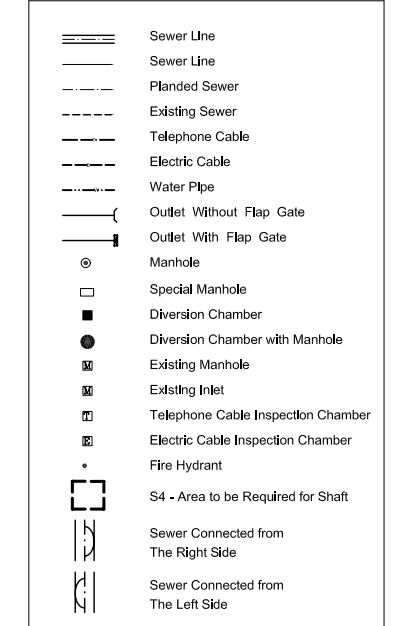 Sewer Line
Sewer Line
Planded Sewer
Existing Sewer
Telephone Cable
Electric Cable
Water Pipe
Outlet Without Flap Gate
Outlet With Flap Gate
Manhole
Special Manhole
Diversion Chamber
Diversion Chamber with Manhole
M Existing Manhole
M Existing Inlet
T Telephone Cable Inspection Chamber
E Electric Cable Inspection Chamber
Fire Hydrant
S4 - Area to be Required for Shaft
Sewer Connected from
The Right Side
Sewer Connected from
The Left Side